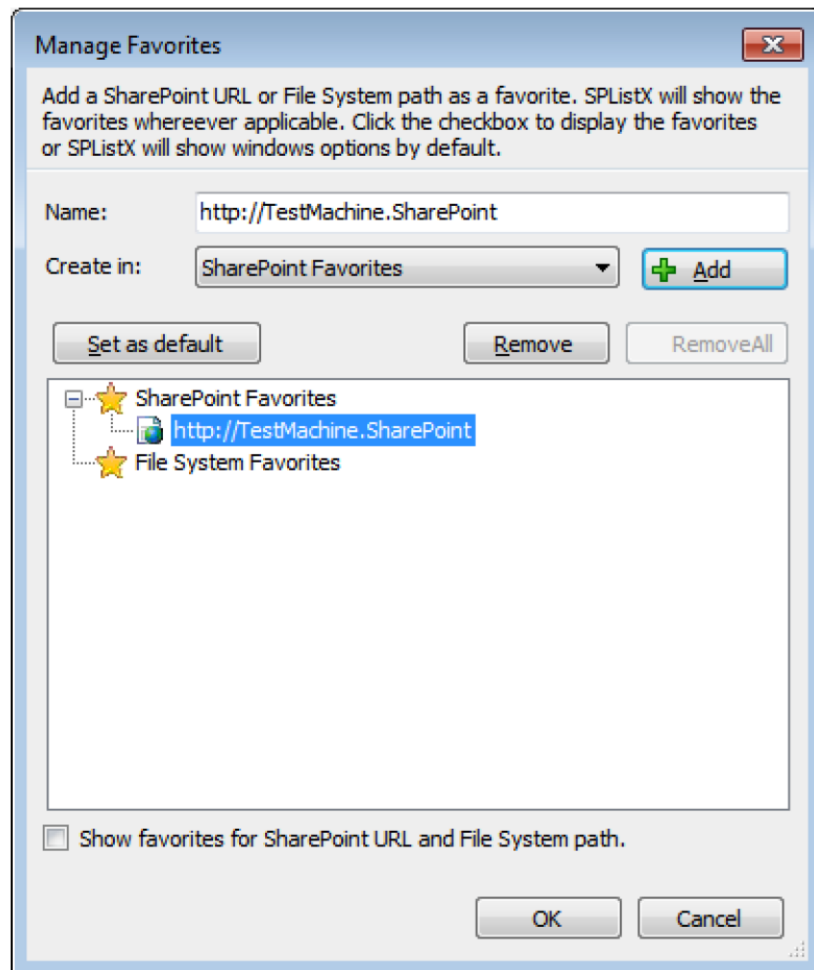 Manage Favorites
Add a SharePoint URL or File System path as a favorite. SPListX will show the
favorites whereever applicable. Click the checkbox to display the favorites
or SPListX will show windows options by default.
Name: http://TestMachine.SharePoint
Create in: SharePoint Favorites Add
Set as default Remove RemoveAll
SharePoint Favorites
http://TestMachine.SharePoint
File System Favorites
Show favorites for SharePoint URL and File System path.
OK Cancel